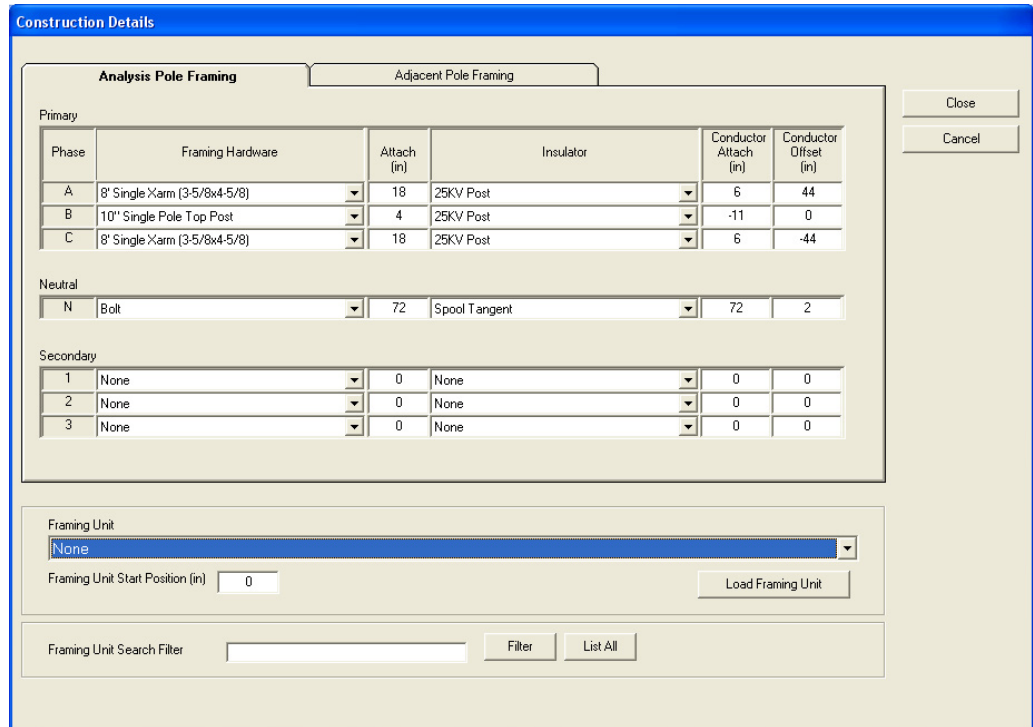 Construction Details
Analysis Pole Framing Adjacent Pole Framing
Close
Cancel
Primary
Phase Framing Hardware Attach (in) Insulator Conductor Attach (in) Conductor Offset (in)
A 8' Single Xarm (3-5/8x4-5/8) 18 25KV Post 6 44
B 10" Single Pole Top Post 4 25KV Post -11 0
C 8' Single Xarm (3-5/8x4-5/8) 18 25KV Post 6 -44
Neutral
N Bolt 72 Spool Tangent 72 2
Secondary
1 None 0 None 0 0
2 None 0 None 0 0
3 None 0 None 0 0
Framing Unit
None
Framing Unit Start Position (in) 0 Load Framing Unit
Framing Unit Search Filter Filter List All